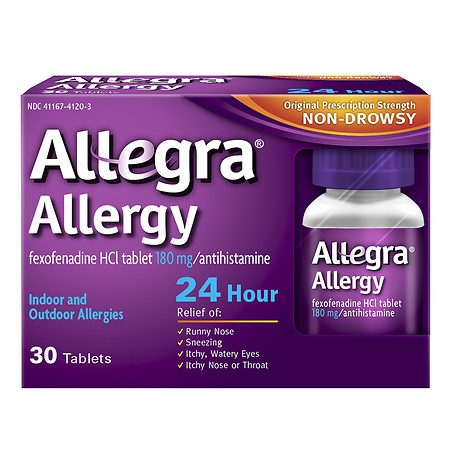 24 Hour
NDC 41167-4120-3
Original Prescription Strength
NON-DROWSY
Allegra®
Allergy
fexofenadine HCl tablet 180 mg/antihistamine
Indoor and
Outdoor Allergies
24 Hour
Relief of:
✓ Runny Nose
✓ Sneezing
✓ Itchy, Watery Eyes
✓ Itchy Nose or Throat
30 Tablets
Allegra®
Allergy
fexofenadine HCl tablet
180 mg/antihistamine